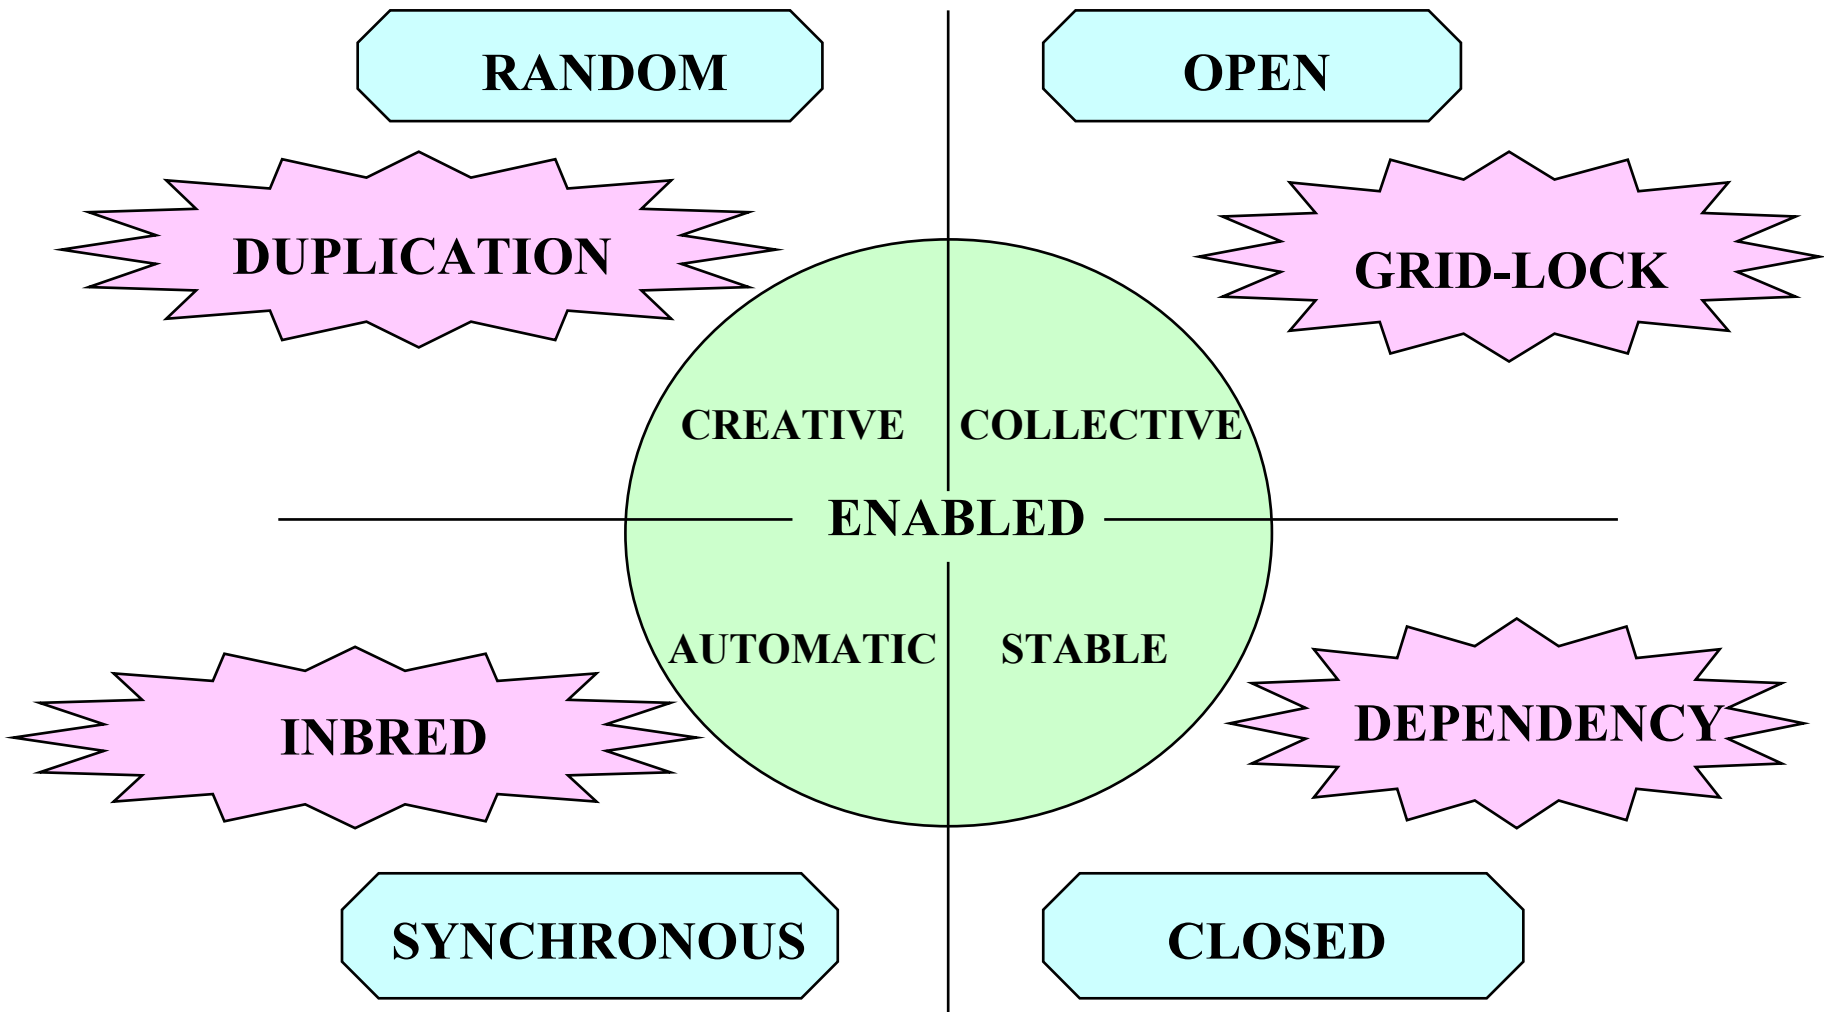 RANDOM
OPEN
DUPLICATION
GRID-LOCK
CREATIVE
COLLECTIVE
ENABLED
AUTOMATIC
STABLE
INBRED
DEPENDENCY
SYNCHRONOUS
CLOSED